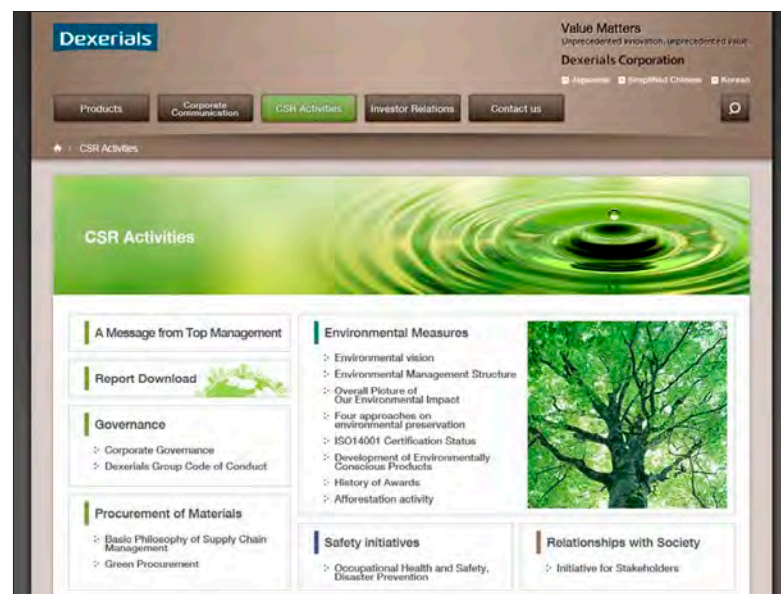 Dexerials
Value Matters
Unprecedented innovation, unprecedented value
Dexerials Corporation
Japanese Simplified Chinese Korean
Products
Corporate
Communication
CSR Activities
Investor Relations
Contact us
CSR Activities
CSR Activities
A Message from Top Management
Report Download
Governance
Corporate Governance
Dexerials Group Code of Conduct
Procurement of Materials
Basic Philosophy of Supply Chain
Management
Green Procurement
Environmental Measures
Environmental vision
Environmental Management Structure
Overall Picture of
Our Environmental Impact
Four approaches on
environmental preservation
ISO14001 Certification Status
Development of Environmentally
Conscious Products
History of Awards
Afforestation activity
Safety initiatives
Occupational Health and Safety,
Disaster Prevention
Relationships with Society
Initiative for Stakeholders